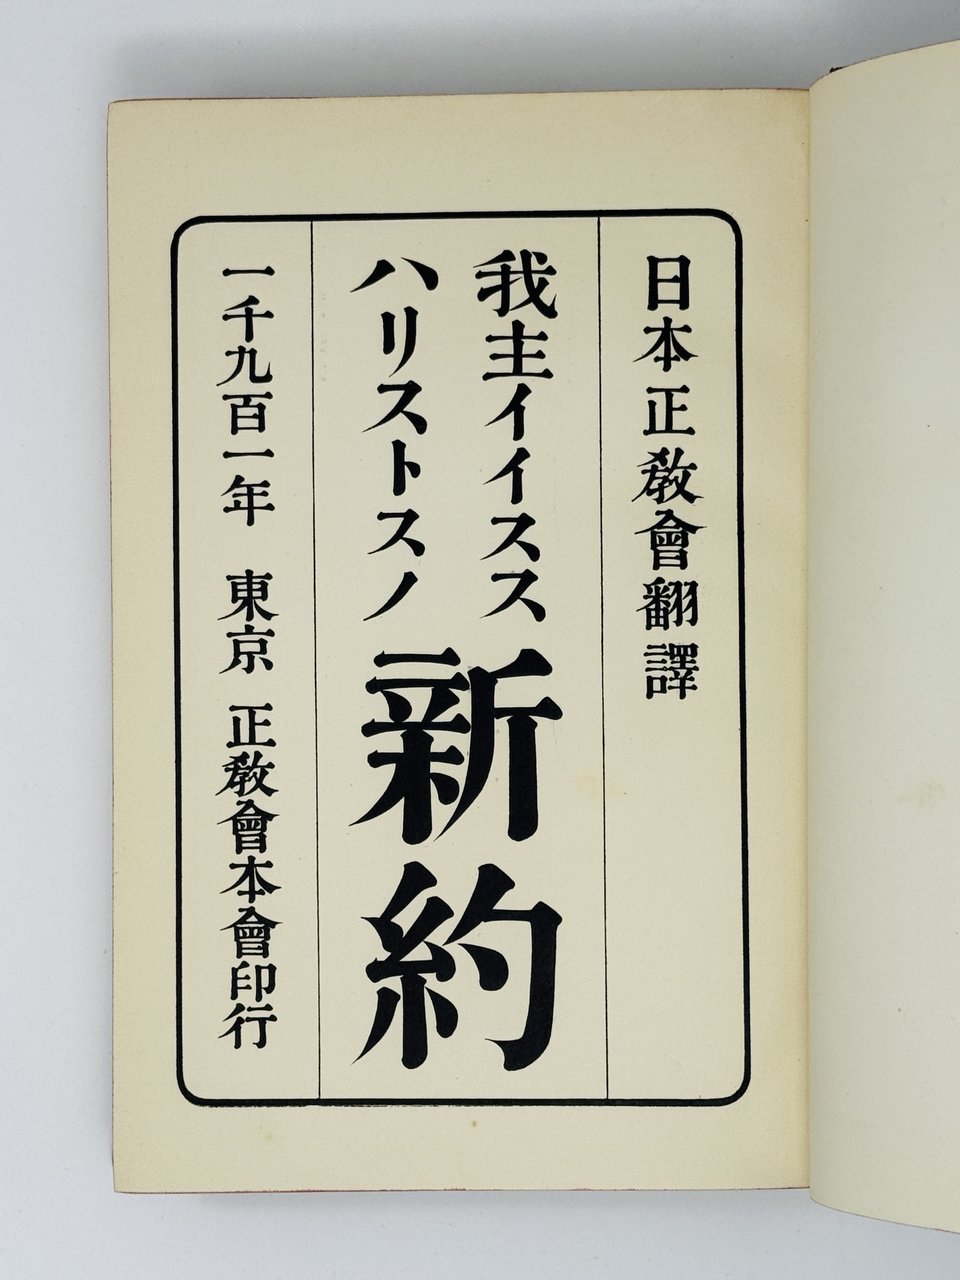 日本正教會翻譯
我主イイスス
ハリストスノ
新約
一千九百一年 東京 正教會本會印行